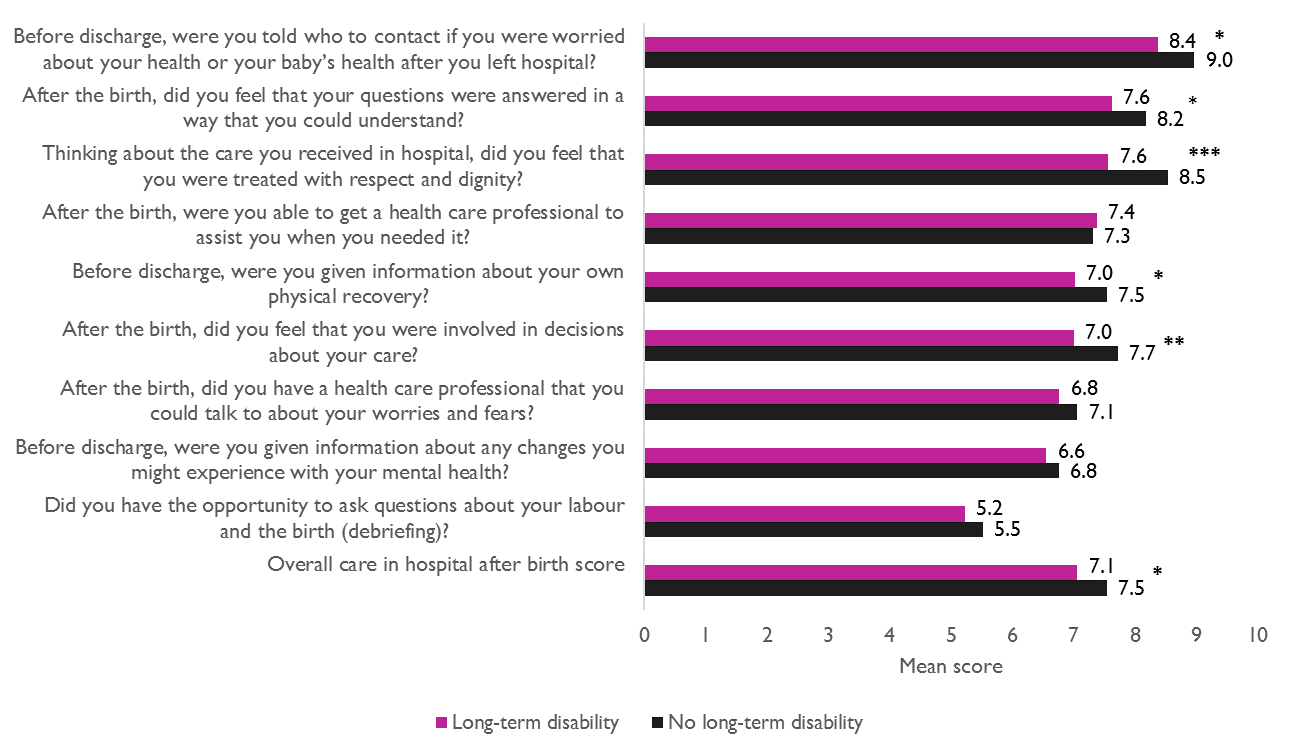 Before discharge, were you told who to contact if you were worried
about your health or your baby's health after you left hospital?
8.4 *
9.0
After the birth, did you feel that your questions were answered in a
way that you could understand?
7.6 *
8.2
Thinking about the care you received in hospital, did you feel that
you were treated with respect and dignity?
7.6 ***
8.5
After the birth, were you able to get a health care professional to
assist you when you needed it?
7.4
7.3
Before discharge, were you given information about your own
physical recovery?
7.0 *
7.5
After the birth, did you feel that you were involved in decisions
about your care?
7.0 **
7.7
After the birth, did you have a health care professional that you
could talk to about your worries and fears?
6.8
7.1
Before discharge, were you given information about any changes you
might experience with your mental health?
6.6
6.8
Did you have the opportunity to ask questions about your labour
and the birth (debriefing)?
5.2
5.5
Overall care in hospital after birth score
7.1 *
7.5
0 1 2 3 4 5 6 7 8 9 10
Mean score
Long-term disability No long-term disability